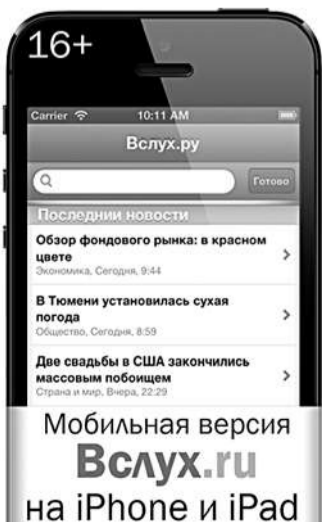 16+
Carrier 10:11 AM
Вслух.ру
Готово
Последнии новости
Обзор фондового рынка: в красном
цвете
Экономика, Сегодня, 9:44
В Тюмени установилась сухая
погода
Общество, Сегодня, 8:59
Две свадьбы в США закончились
массовым побоищем
Страна и мир, Вчера, 22:29
Мобильная версия
Вслух.ru
на iPhone и iPad